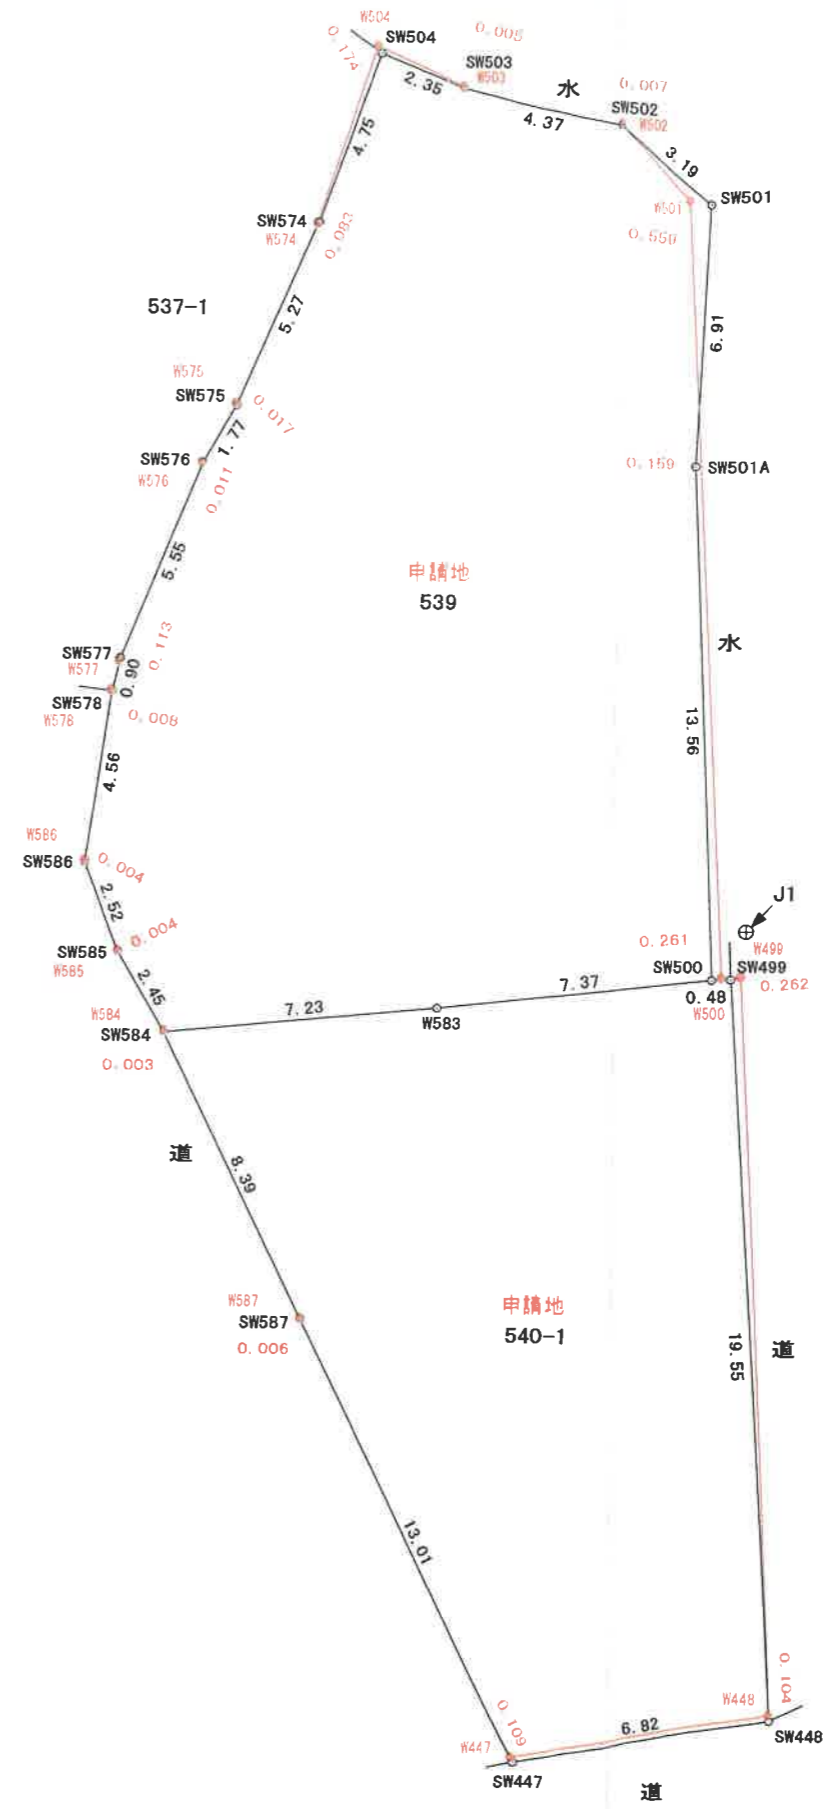 W504
SW504
0.005
0.174
SW503
W503
2.35
水
0.007
SW502
W502
4.37
4.75
3.19
SW501
W501
SW574
W574
0.083
0.559
537-1
5.27
6.91
W575
SW575
0.017
1.77
SW576
W576
0.011
0.159
SW501A
5.55
申請地
539
0.113
SW577
W577
0.90
水
SW578
W578
0.008
13.56
4.56
W586
SW586
0.004
2.52
J1
0.004
SW585
W585
0.261
W499
SW500
SW499
2.45
7.37
0.48
0.262
W584
7.23
W500
SW584
W583
0.003
道
8.39
W587
SW587
0.006
申請地
540-1
19.55
道
13.01
0.104
W448
0.109
6.82
SW448
W447
SW447
道